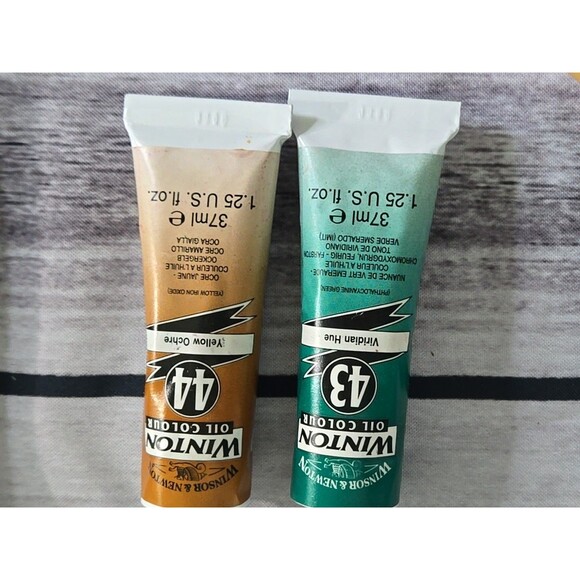 WINSOR & NEWTON
WINTON
OIL COLOUR
44
Yellow Ochre
(YELLOW IRON OXIDE)
OCRE JAUNE -
COULEUR A L'HUILE
OCKERGELB
OCRE AMARILLO
OCRA GIALLA
37ml e
1.25 U.S. fl.oz.
WINSOR & NEWTON
WINTON
OIL COLOUR
43
Viridian Hue
(PHTHALOCYANINE GREEN)
NUANCE DE VERT EMERAUDE -
COULEUR A L'HUILE
CHROMOXYDGRUN, FEURIG - FARBTON
TONO DE VIRIDIANO
VERDE SMERALDO (IMIT)
37ml e
1.25 U.S. fl.oz.